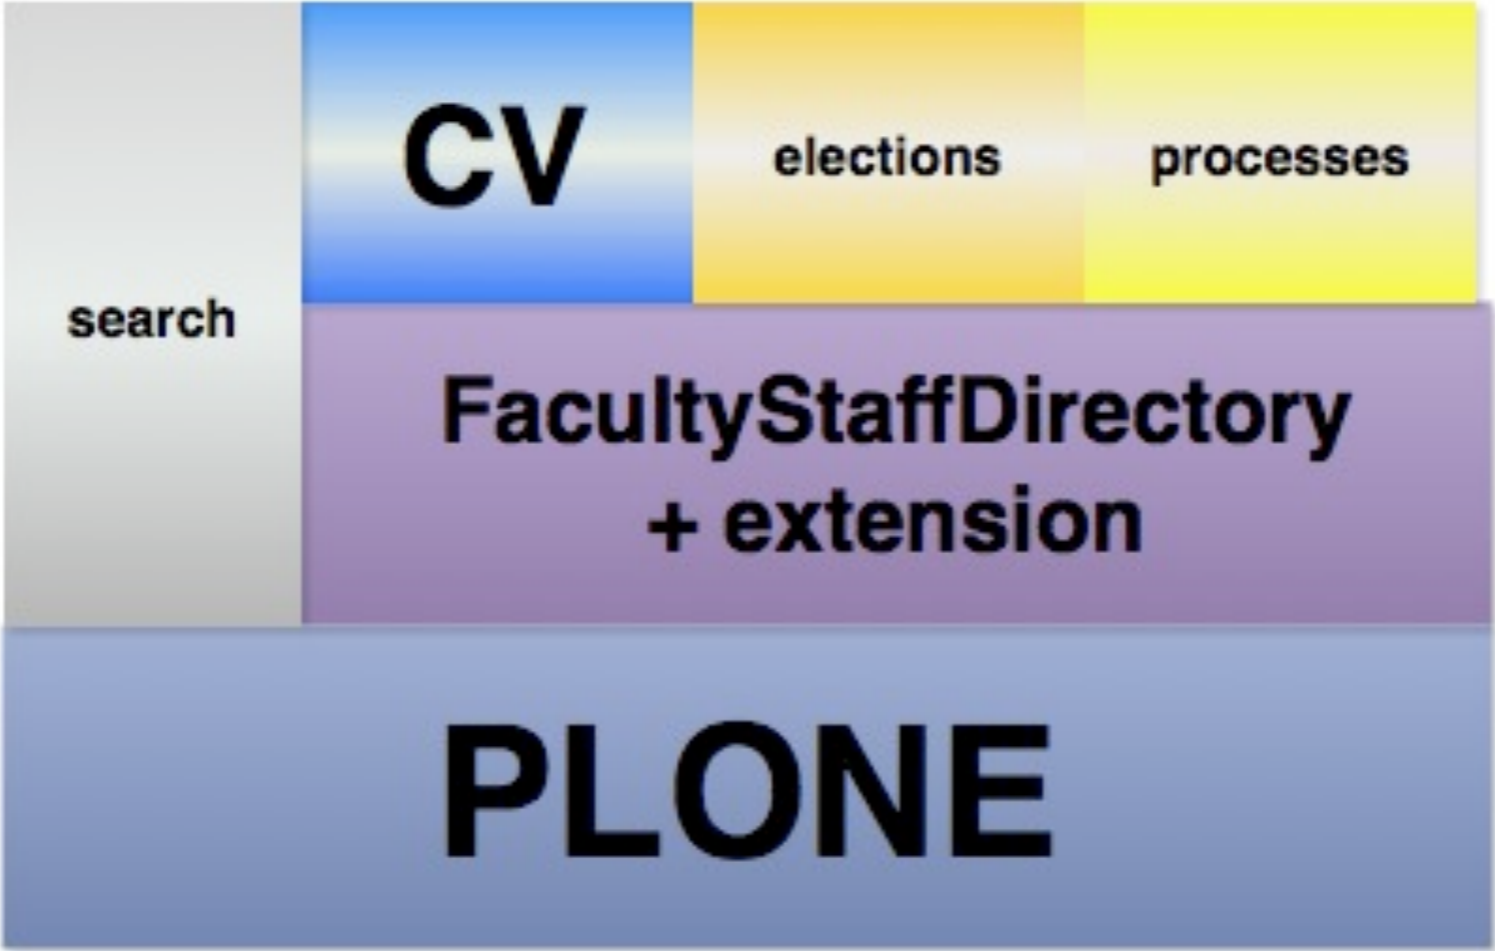 CV
elections
processes
search
FacultyStaffDirectory
+ extension
PLONE